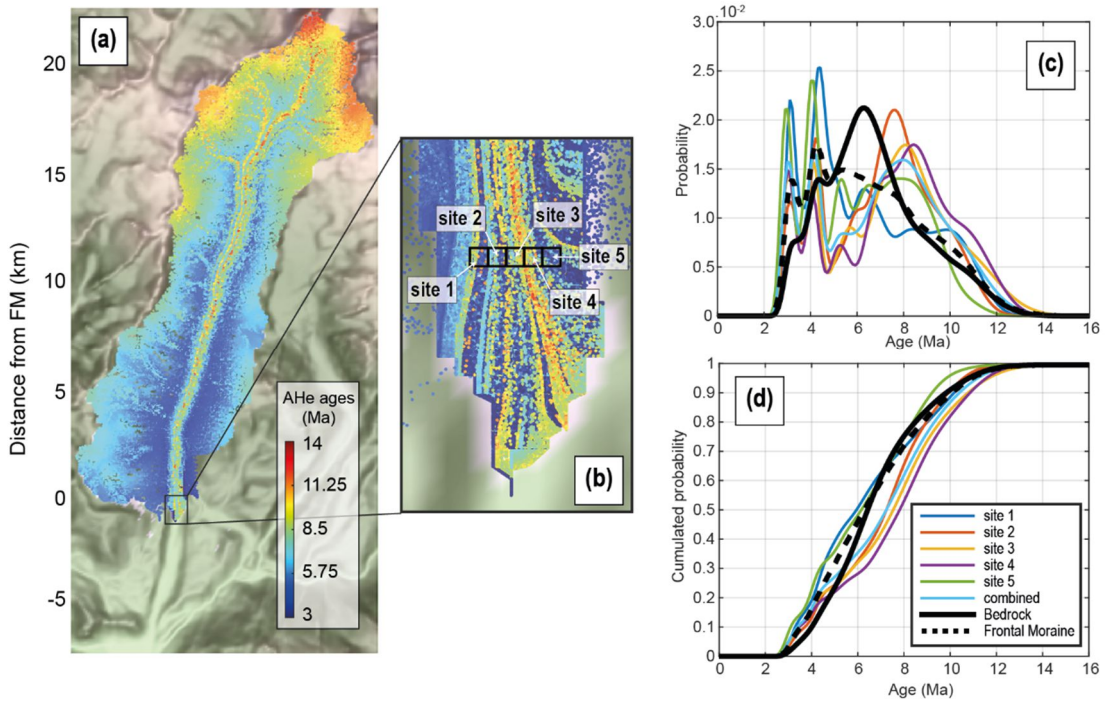 (a)
20
15
10
5
0
-5
Distance from FM (km)
AHe ages
(Ma)
14
11.25
8.5
5.75
3
site 2
site 3
site 1
site 5
site 4
(b)
3.0 ×10⁻²
2.5
2.0
1.5
1.0
0.5
0.0
Probability
(c)
0 2 4 6 8 10 12 14 16
Age (Ma)
1
0.9
0.8
0.7
0.6
0.5
0.4
0.3
0.2
0.1
0
Cumulated probability
(d)
site 1
site 2
site 3
site 4
site 5
combined
Bedrock
Frontal Moraine
0 2 4 6 8 10 12 14 16
Age (Ma)